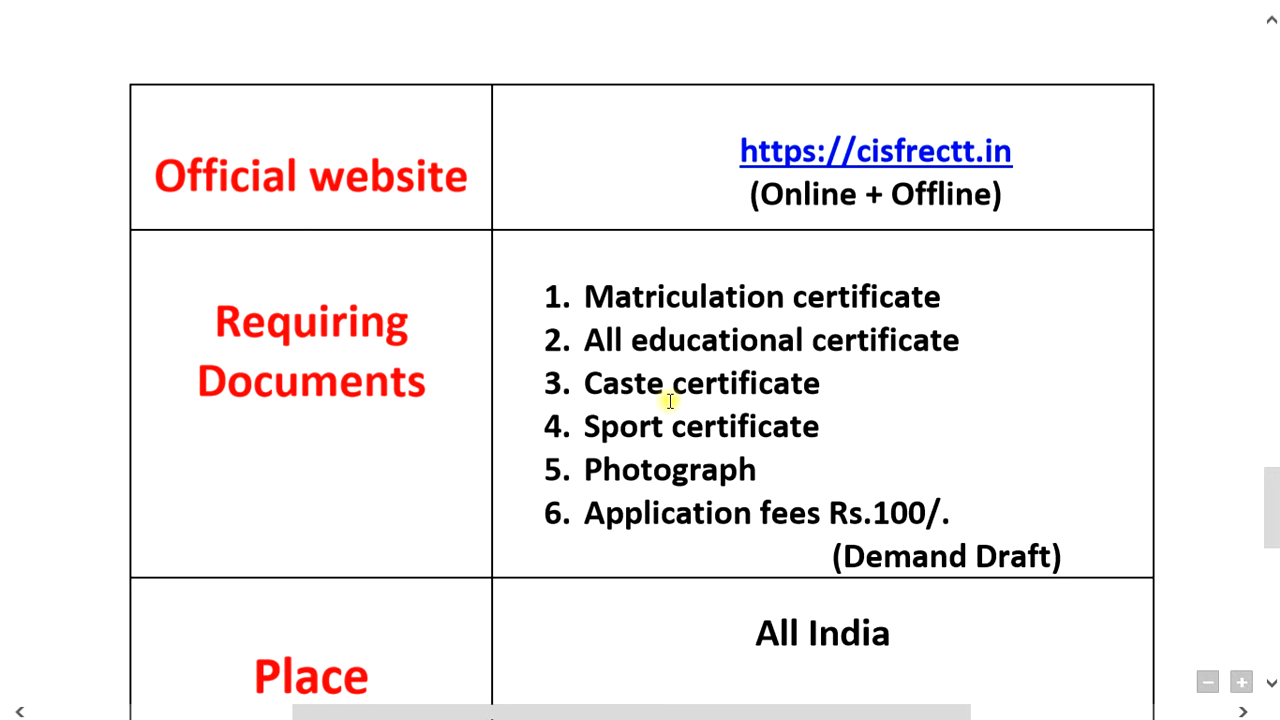 Official website
https://cisfrectt.in
(Online + Offline)
Requiring
Documents
1. Matriculation certificate
2. All educational certificate
3. Caste certificate
4. Sport certificate
5. Photograph
6. Application fees Rs.100/.
(Demand Draft)
Place
All India